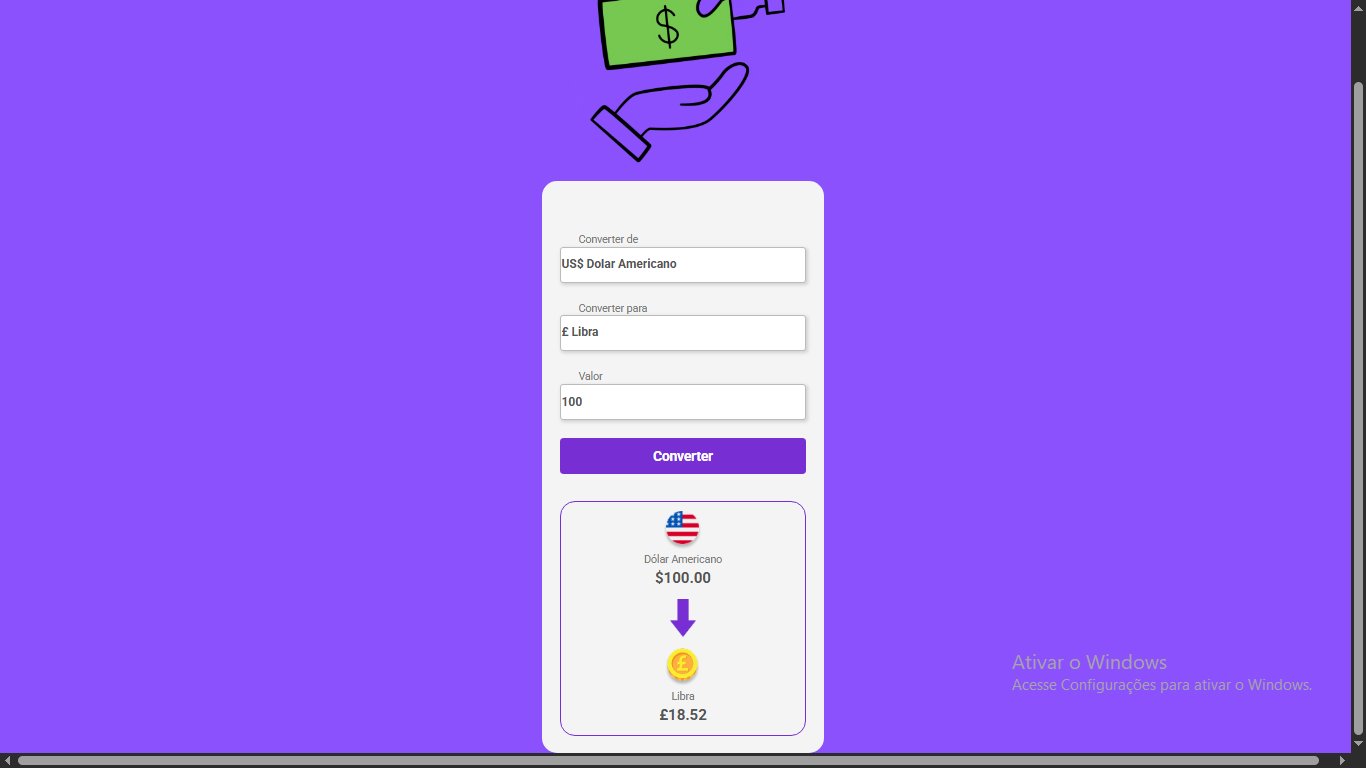 $
Converter de
US$ Dolar Americano
Converter para
£ Libra
Valor
100
Converter
Dólar Americano
$100.00
£
Libra
£18.52
Ativar o Windows
Acesse Configurações para ativar o Windows.